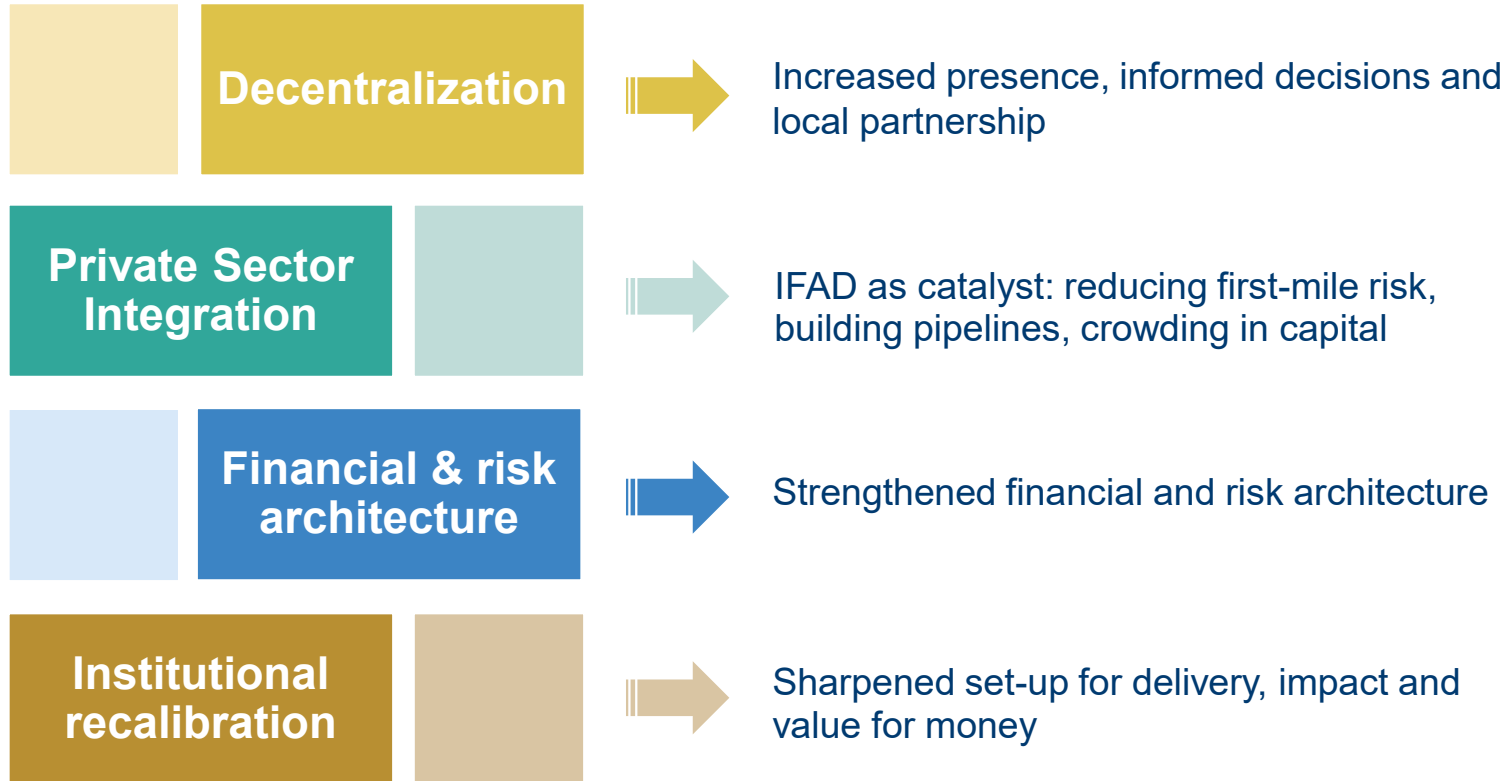 Decentralization
Increased presence, informed decisions and
local partnership
Private Sector
Integration
IFAD as catalyst: reducing first-mile risk,
building pipelines, crowding in capital
Financial & risk
architecture
Strengthened financial and risk architecture
Institutional
recalibration
Sharpened set-up for delivery, impact and
value for money